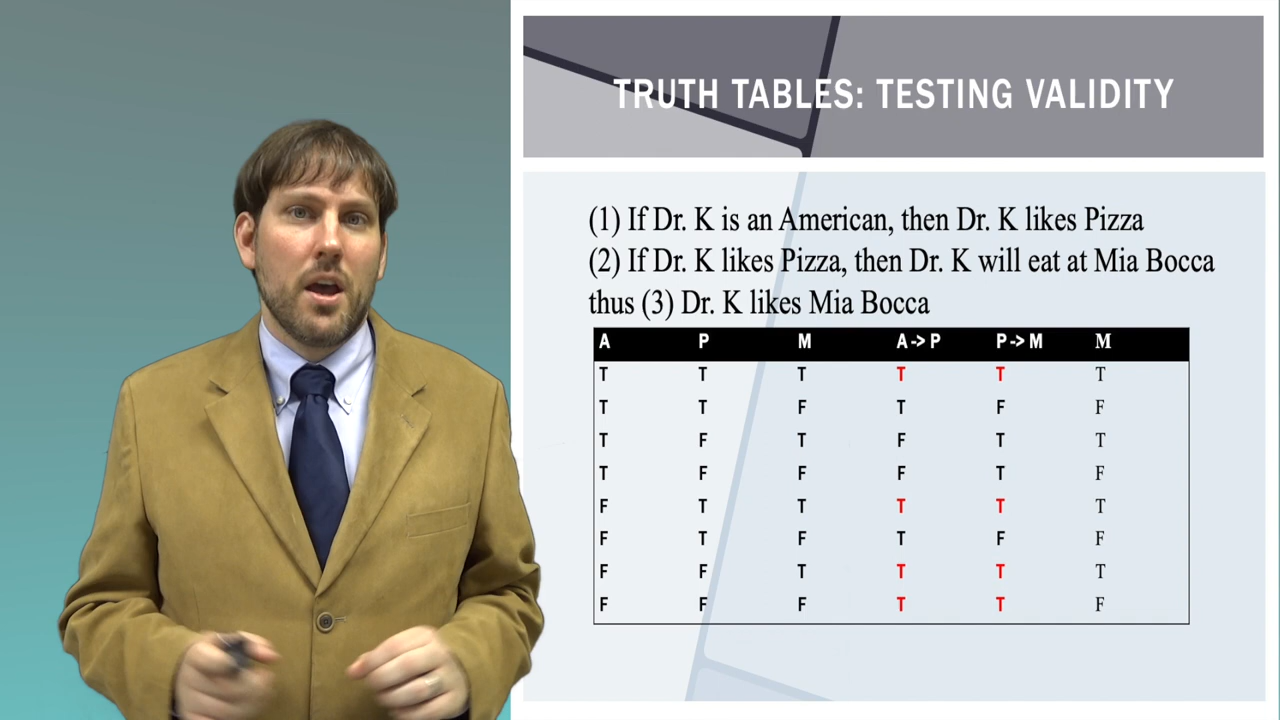 TRUTH TABLES: TESTING VALIDITY
(1) If Dr. K is an American, then Dr. K likes Pizza
(2) If Dr. K likes Pizza, then Dr. K will eat at Mia Bocca
thus (3) Dr. K likes Mia Bocca
A P M A -> P P -> M M
T T T T T T
T T F T F F
T F T F T T
T F F F T F
F T T T T T
F T F T F F
F F T T T T
F F F T T F